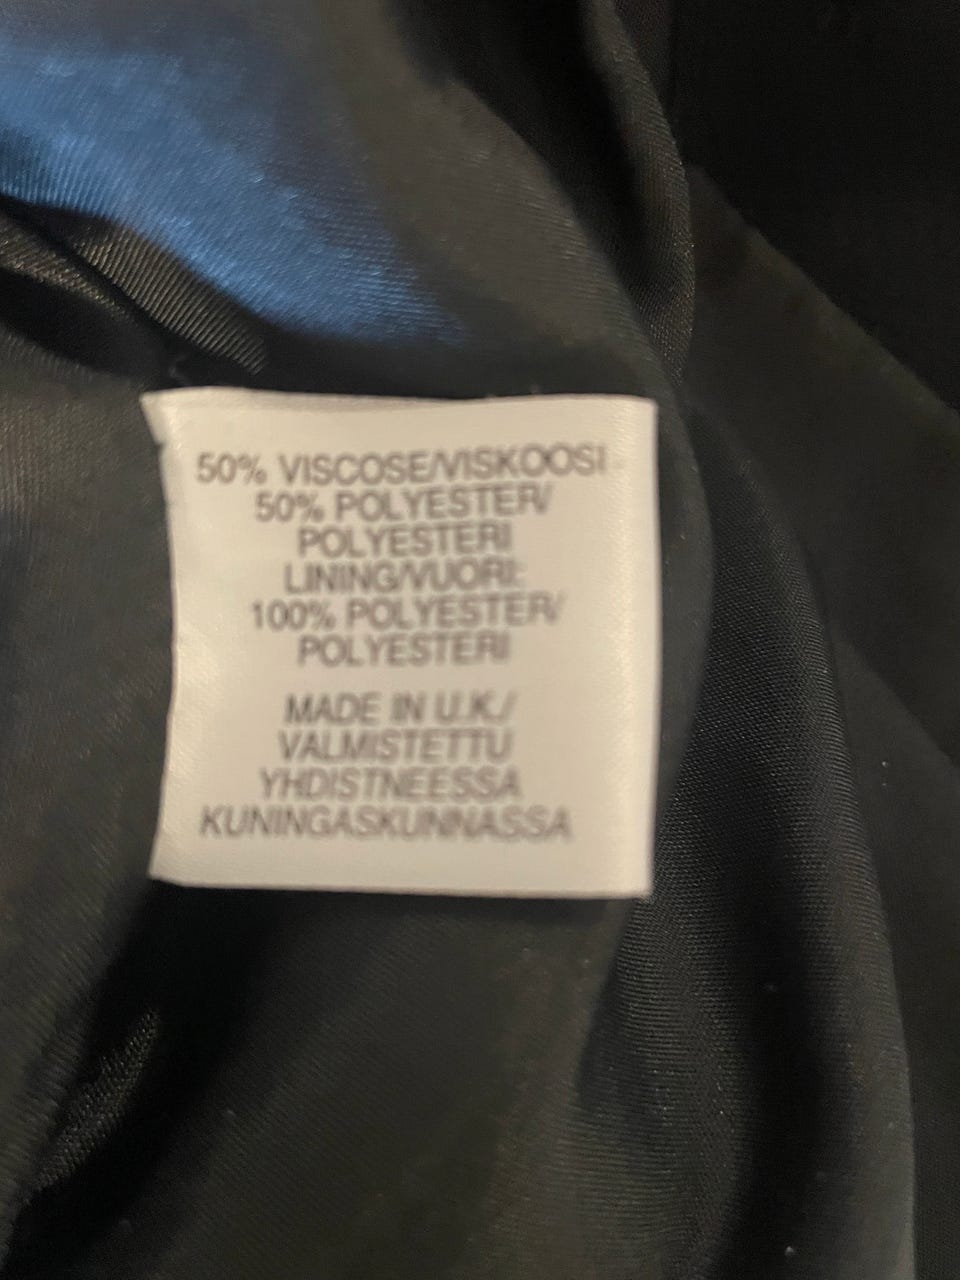 50% VISCOSE/VISKOOSI
50% POLYESTER/
POLYESTERI
LINING/VUORI:
100% POLYESTER/
POLYESTERI
MADE IN U.K./
VALMISTETTU
YHDISTNEESSA
KUNINGASKUNNASSA